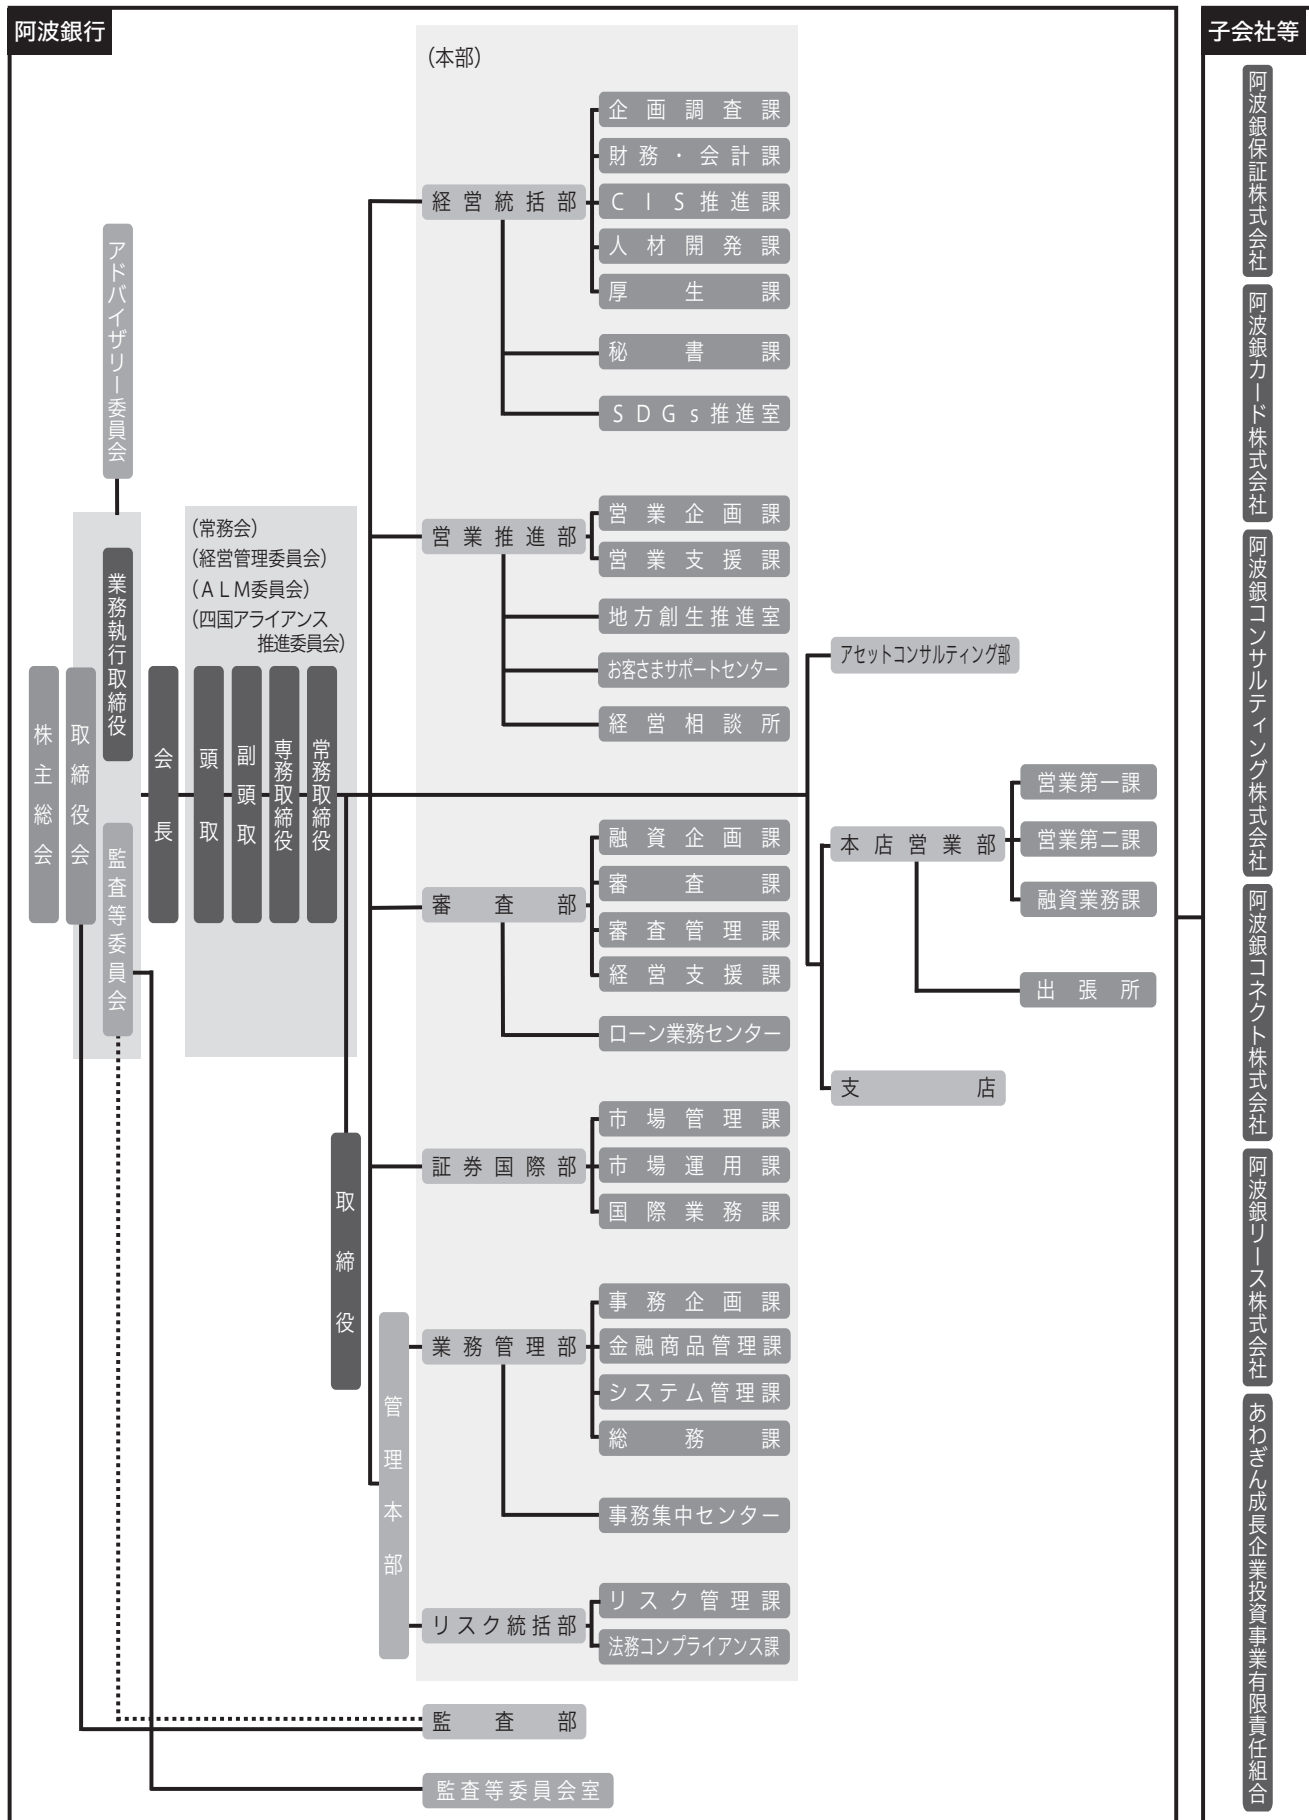 阿波銀行
子会社等
(本部)
アドバイザリー委員会
業務執行取締役
(常務会)
(経営管理委員会)
(ALM委員会)
(四国アライアンス
推進委員会)
株主総会
取締役会
監査等委員会
会長
頭取
副頭取
専務取締役
常務取締役
取締役
経営統括部
企画調査課
財務・会計課
CIS推進課
人材開発課
厚生課
秘書課
SDGs推進室
営業推進部
営業企画課
営業支援課
地方創生推進室
お客さまサポートセンター
経営相談所
審査部
融資企画課
審査課
審査管理課
経営支援課
ローン業務センター
証券国際部
市場管理課
市場運用課
国際業務課
管理本部
業務管理部
事務企画課
金融商品管理課
システム管理課
総務課
事務集中センター
リスク統括部
リスク管理課
法務コンプライアンス課
監査部
監査等委員会室
アセットコンサルティング部
本店営業部
営業第一課
営業第二課
融資業務課
出張所
支店
阿波銀保証株式会社
阿波銀カード株式会社
阿波銀コンサルティング株式会社
阿波銀コネクト株式会社
阿波銀リース株式会社
あわぎん成長企業投資事業有限責任組合